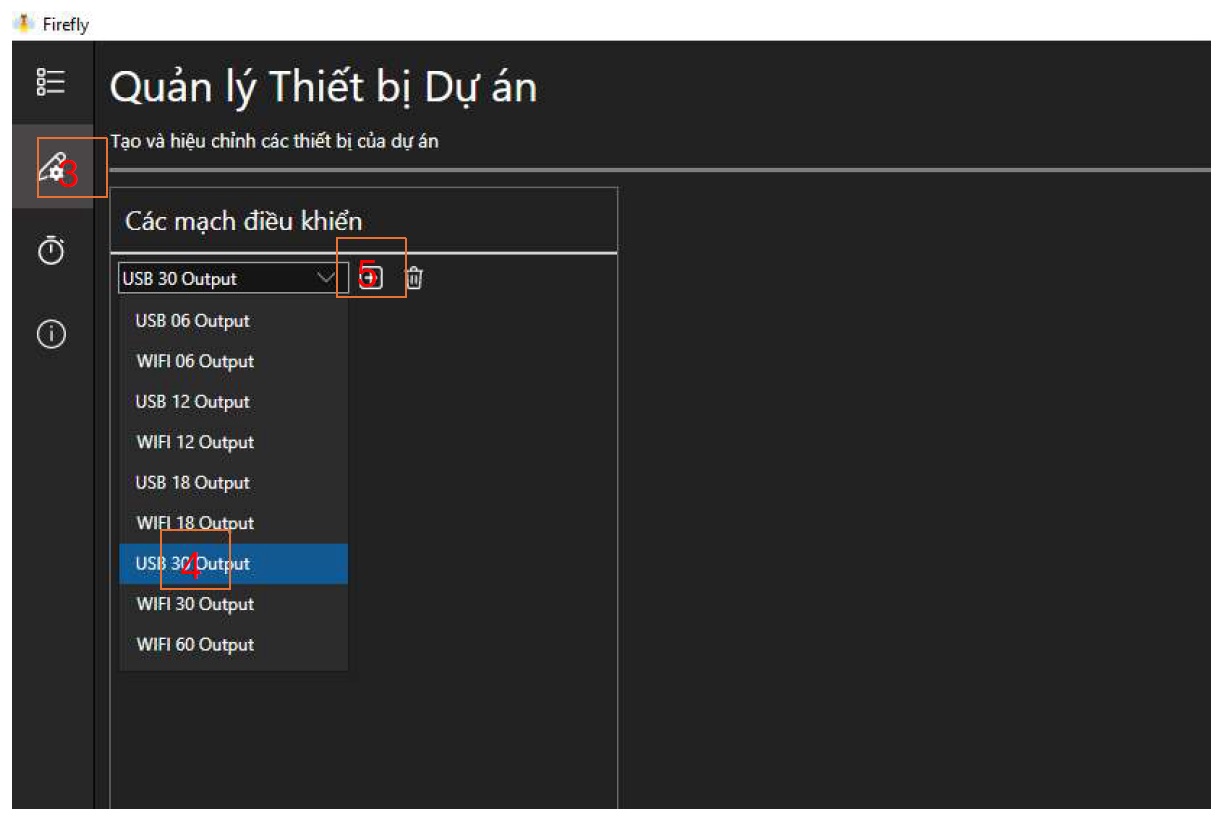 Firefly
Quản lý Thiết bị Dự án
Tạo và hiệu chỉnh các thiết bị của dự án
3
Các mạch điều khiển
USB 30 Output
5
USB 06 Output
WIFI 06 Output
USB 12 Output
WIFI 12 Output
USB 18 Output
WIFI 18 Output
USB 30 Output
4
WIFI 30 Output
WIFI 60 Output